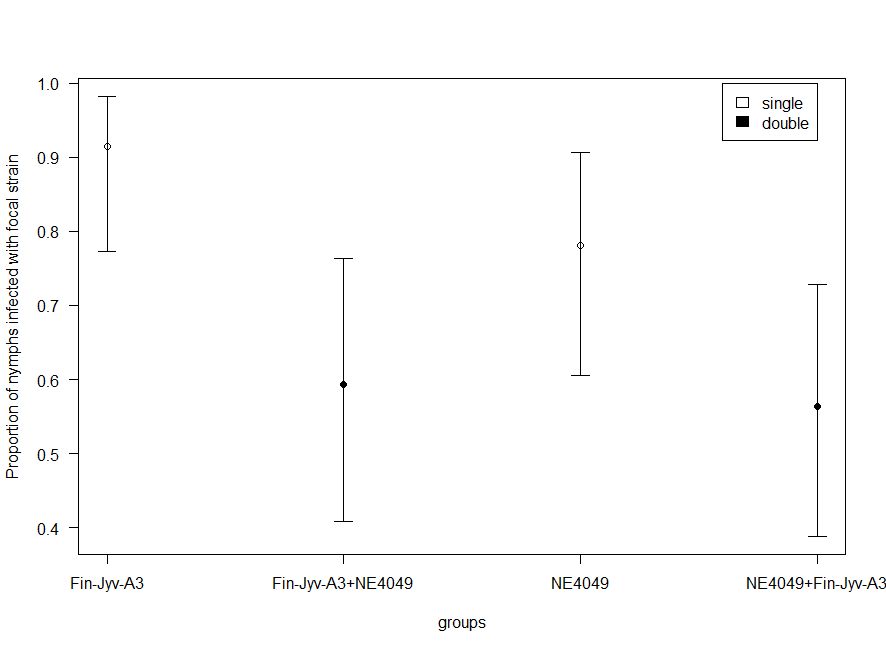 single
double
Proportion of nymphs infected with focal strain
1.0
0.9
0.8
0.7
0.6
0.5
0.4
Fin-Jyv-A3 Fin-Jyv-A3+NE4049 NE4049 NE4049+Fin-Jyv-A3
groups